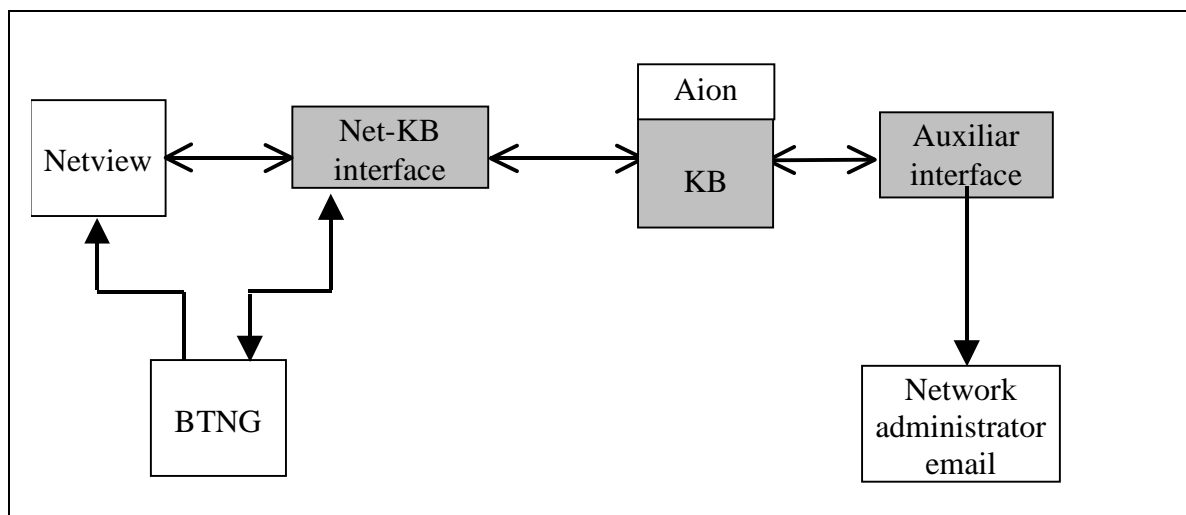 Netview
Net-KB
interface
Aion
KB
Auxiliar
interface
BTNG
Network
administrator
email